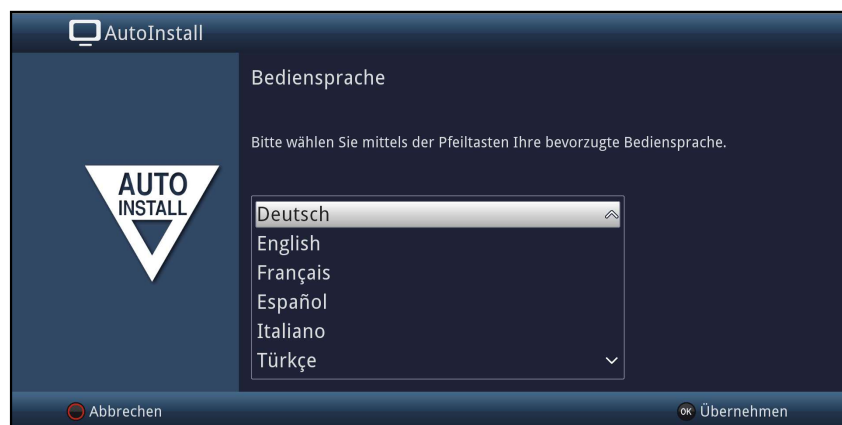 AutoInstall
Bediensprache
Bitte wählen Sie mittels der Pfeiltasten Ihre bevorzugte Bediensprache.
AUTO
INSTALL
Deutsch
English
Français
Español
Italiano
Türkçe
Abbrechen
OK Übernehmen